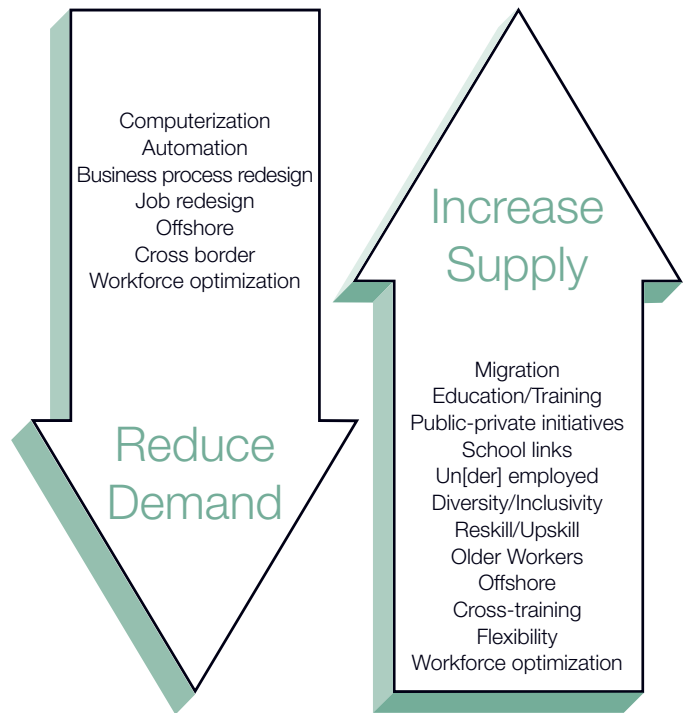 Computerization
Automation
Business process redesign
Job redesign
Offshore
Cross border
Workforce optimization
Reduce
Demand
Increase
Supply
Migration
Education/Training
Public-private initiatives
School links
Un[der] employed
Diversity/Inclusivity
Reskill/Upskill
Older Workers
Offshore
Cross-training
Flexibility
Workforce optimization